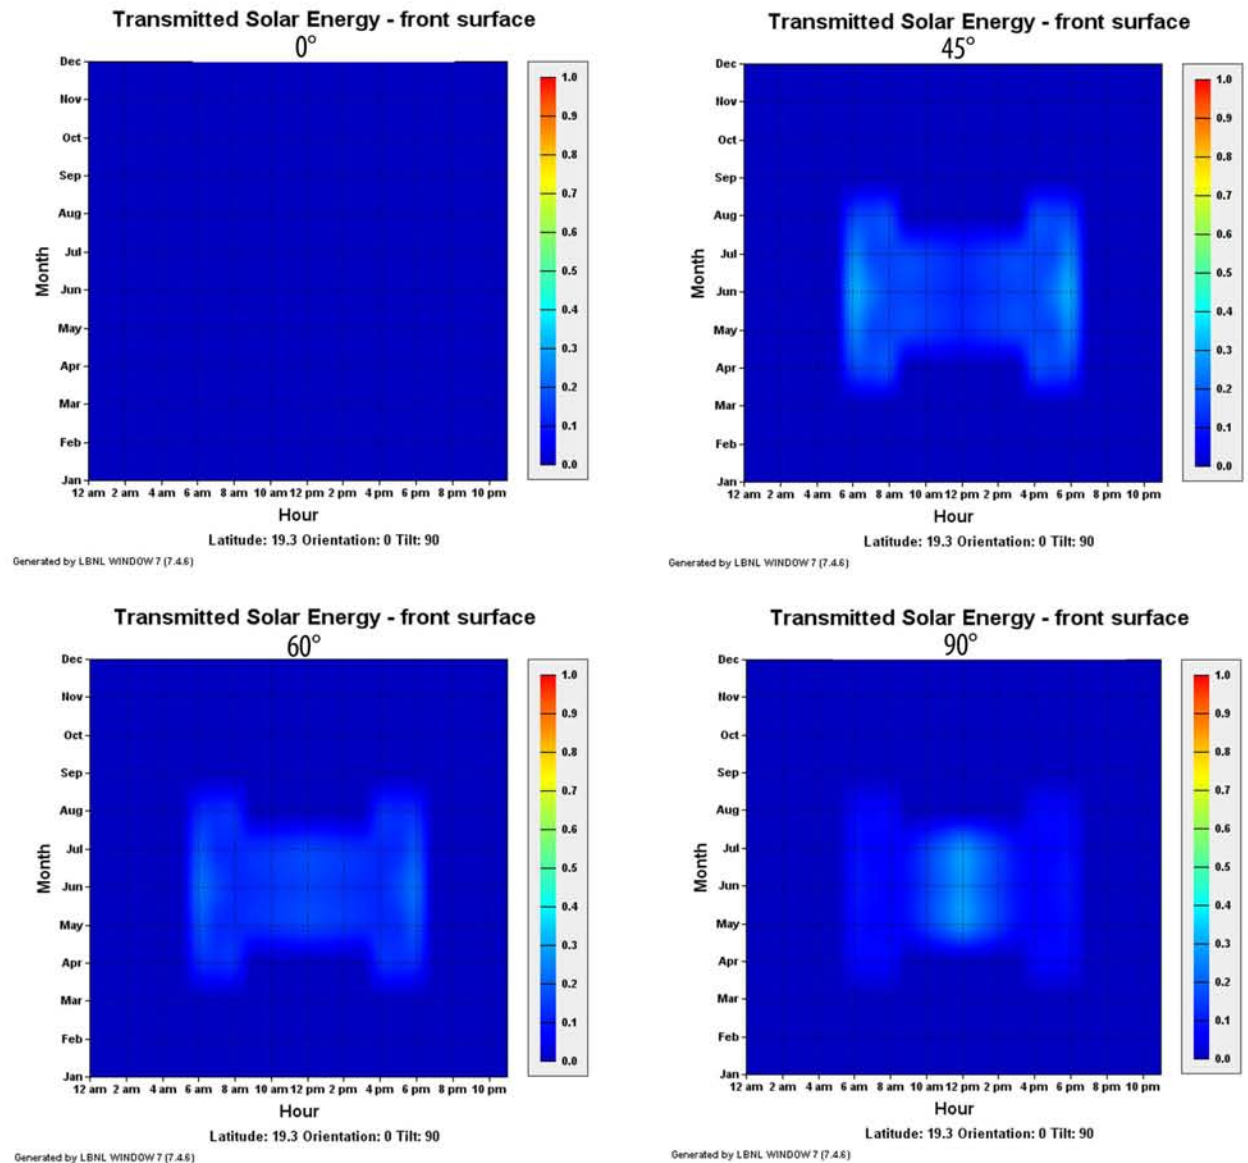 Transmitted Solar Energy - front surface
0°
Dec
Nov
Oct
Sep
Aug
Jul
Jun
May
Apr
Mar
Feb
Jan
Month
12 am 2 am 4 am 6 am 8 am 10 am 12 pm 2 pm 4 pm 6 pm 8 pm 10 pm
Hour
Latitude: 19.3 Orientation: 0 Tilt: 90
Generated by LBNL WINDOW 7 (7.4.6)
1.0
0.9
0.8
0.7
0.6
0.5
0.4
0.3
0.2
0.1
0.0
Transmitted Solar Energy - front surface
45°
Dec
Nov
Oct
Sep
Aug
Jul
Jun
May
Apr
Mar
Feb
Jan
Month
12 am 2 am 4 am 6 am 8 am 10 am 12 pm 2 pm 4 pm 6 pm 8 pm 10 pm
Hour
Latitude: 19.3 Orientation: 0 Tilt: 90
Generated by LBNL WINDOW 7 (7.4.6)
1.0
0.9
0.8
0.7
0.6
0.5
0.4
0.3
0.2
0.1
0.0
Transmitted Solar Energy - front surface
60°
Dec
Nov
Oct
Sep
Aug
Jul
Jun
May
Apr
Mar
Feb
Jan
Month
12 am 2 am 4 am 6 am 8 am 10 am 12 pm 2 pm 4 pm 6 pm 8 pm 10 pm
Hour
Latitude: 19.3 Orientation: 0 Tilt: 90
Generated by LBNL WINDOW 7 (7.4.6)
1.0
0.9
0.8
0.7
0.6
0.5
0.4
0.3
0.2
0.1
0.0
Transmitted Solar Energy - front surface
90°
Dec
Nov
Oct
Sep
Aug
Jul
Jun
May
Apr
Mar
Feb
Jan
Month
12 am 2 am 4 am 6 am 8 am 10 am 12 pm 2 pm 4 pm 6 pm 8 pm 10 pm
Hour
Latitude: 19.3 Orientation: 0 Tilt: 90
Generated by LBNL WINDOW 7 (7.4.6)
1.0
0.9
0.8
0.7
0.6
0.5
0.4
0.3
0.2
0.1
0.0